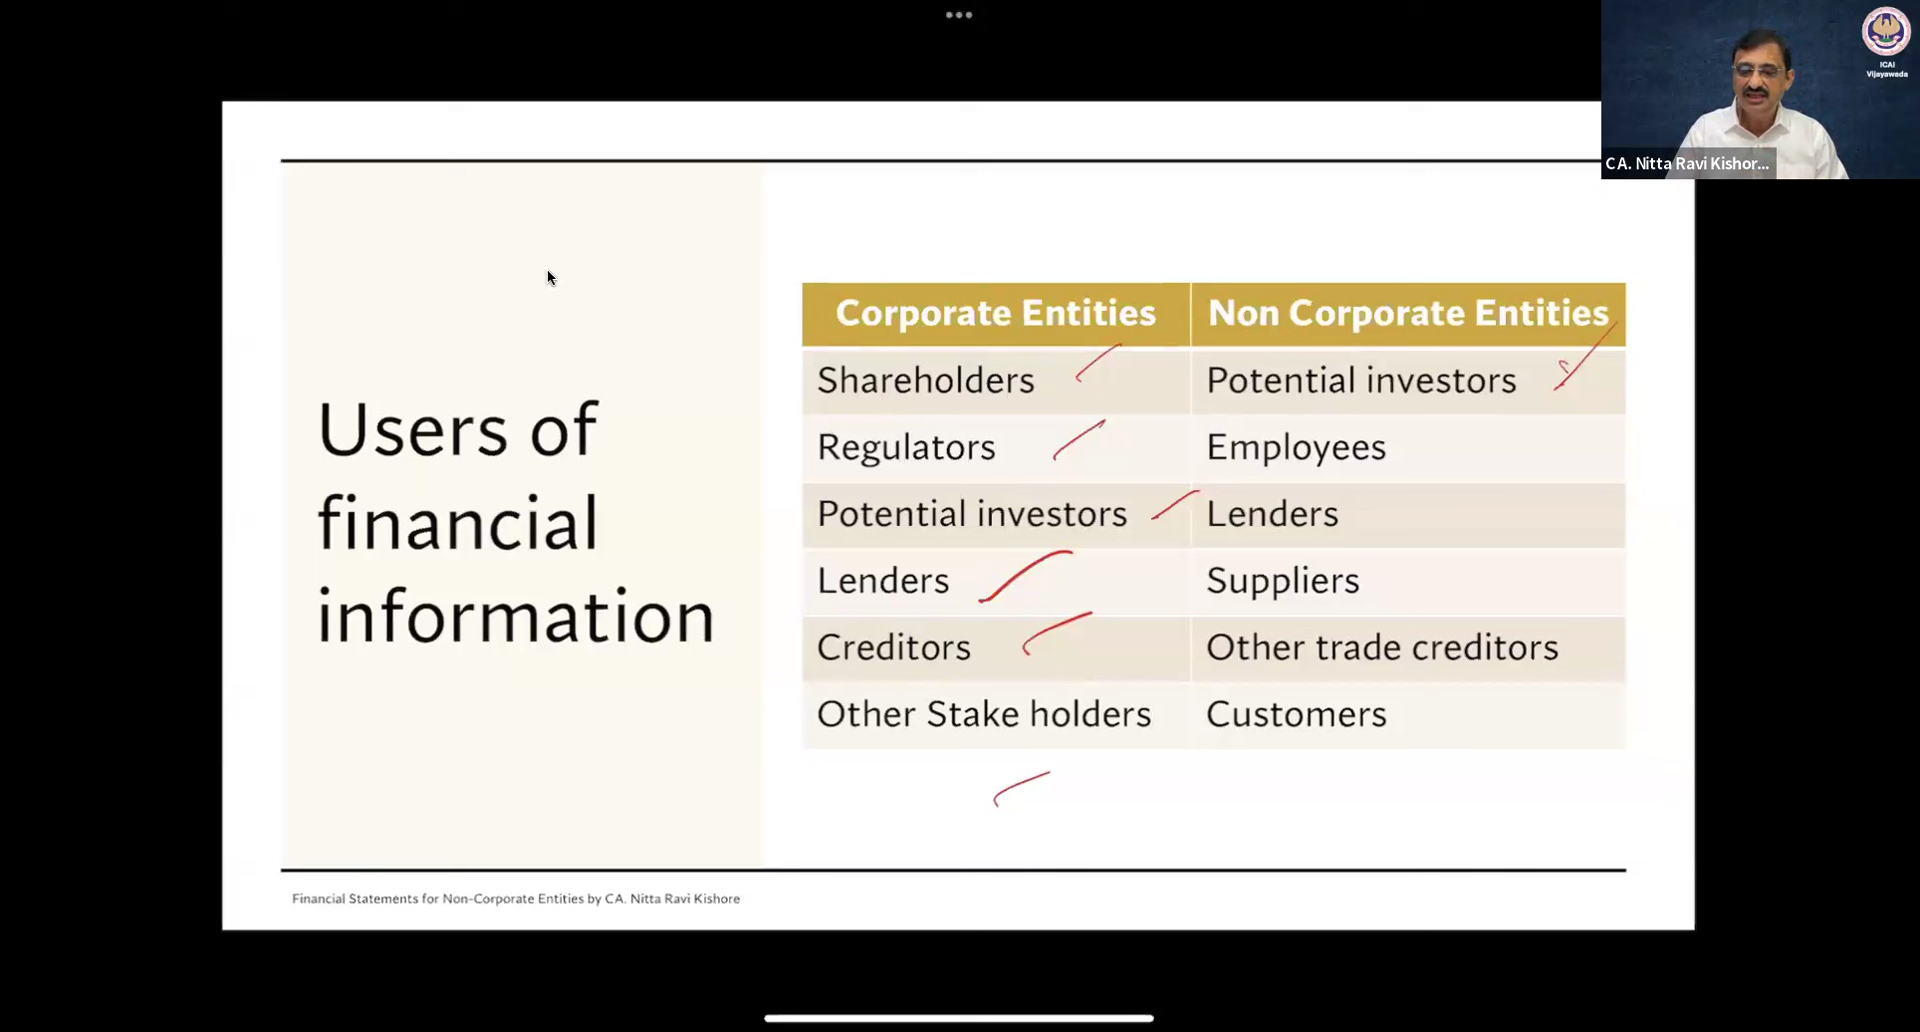 ICAI
Vijayawada
CA. Nitta Ravi Kishor...
Users of
financial
information
Corporate Entities Non Corporate Entities
Shareholders Potential investors
Regulators Employees
Potential investors Lenders
Lenders Suppliers
Creditors Other trade creditors
Other Stake holders Customers
Financial Statements for Non-Corporate Entities by CA. Nitta Ravi Kishore